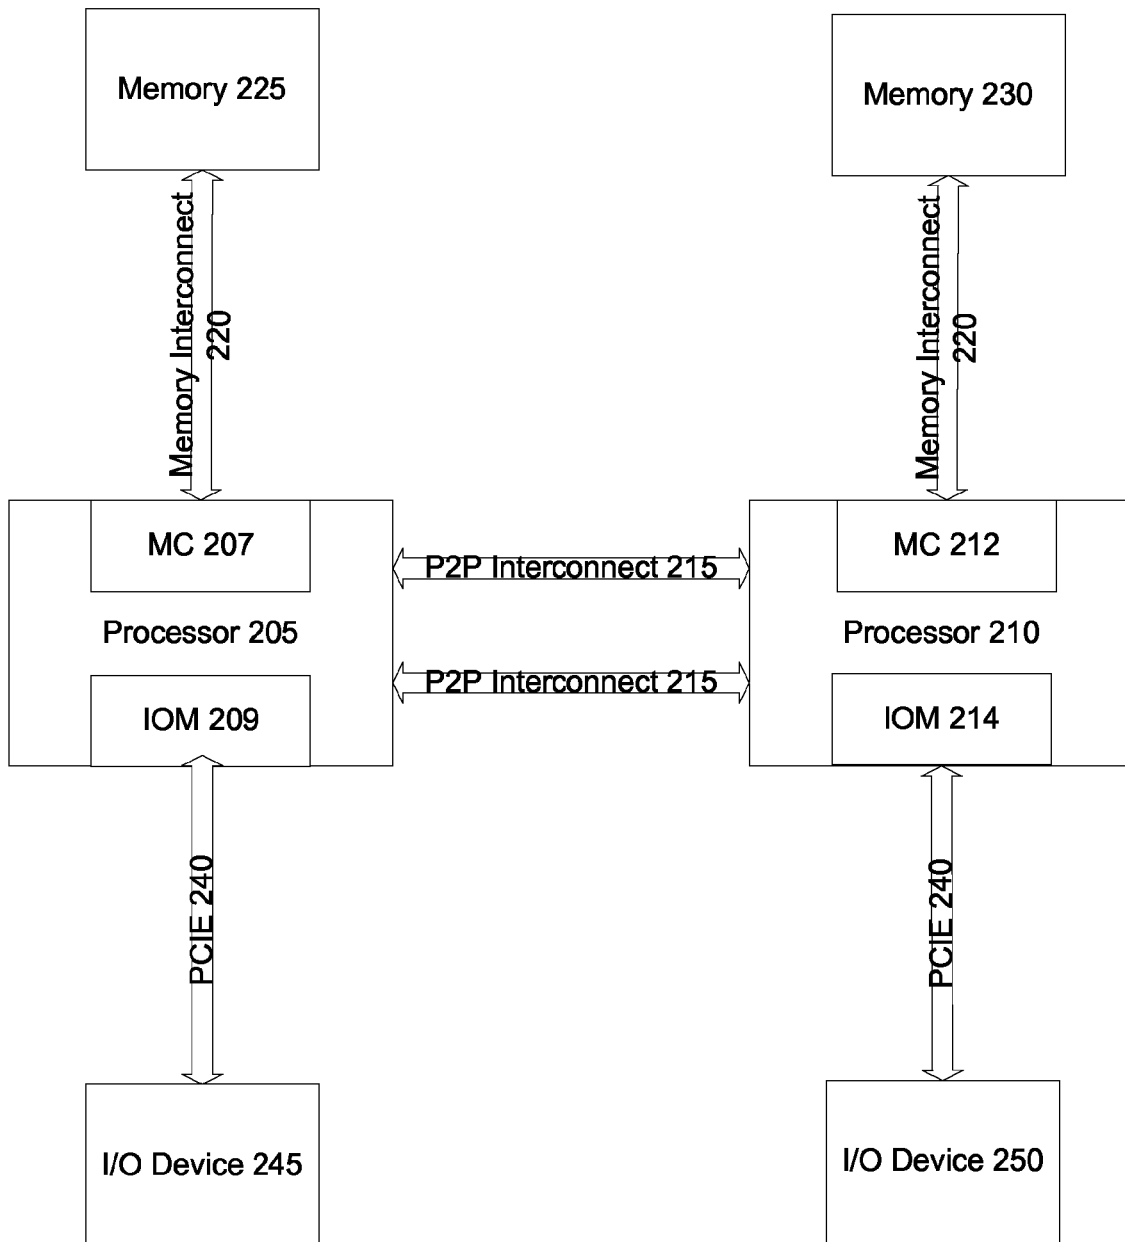 Memory 225
Memory 230
Memory Interconnect
220
Memory Interconnect
220
MC 207
MC 212
P2P Interconnect 215
Processor 205
Processor 210
P2P Interconnect 215
IOM 209
IOM 214
PCIE 240
PCIE 240
I/O Device 245
I/O Device 250